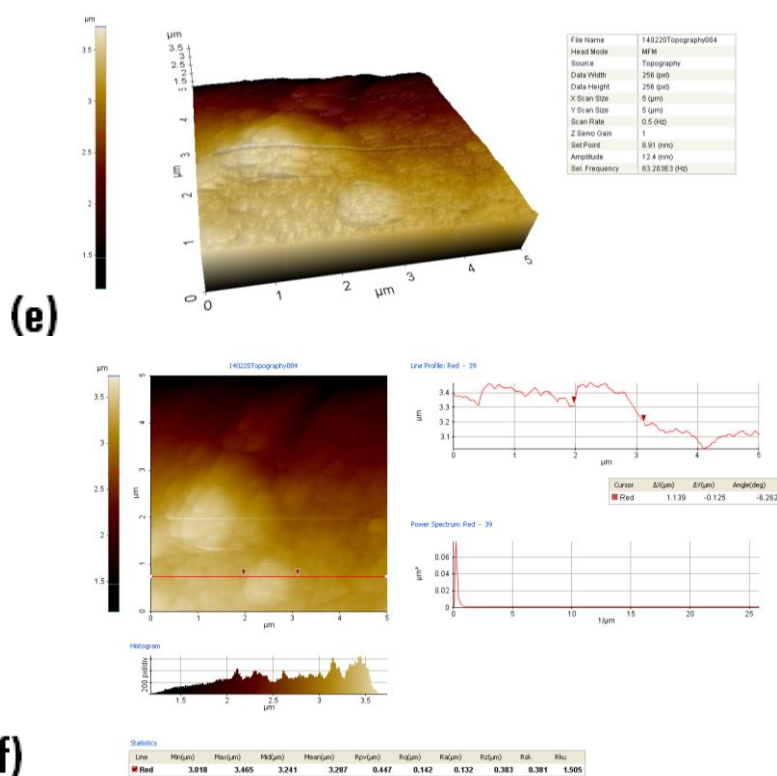 µm
3.5
3
2.5
2
1.5
µm
3.5
3
2.5
2
1.5
5
4
3
2
1
0
µm
0
1
2
3
4
5
µm
File Name 140220Topography004
Head Mode MFM
Source Topography
Data Width 256 (pxl)
Data Height 256 (pxl)
X Scan Size 5 (µm)
Y Scan Size 5 (µm)
Scan Rate 0.5 (Hz)
Z Servo Gain 1
Set Point 8.91 (nm)
Amplitude 12.4 (nm)
Sel. Frequency 83.283E3 (Hz)
(e)
µm
3.5
3
2.5
2
1.5
140220Topography004
5
4
3
2
1
0
µm
0 1 2 3 4 5
µm
Line Profile: Red - 39
3.4
3.3
3.2
3.1
µm
0 1 2 3 4 5
µm
Cursor ΔX(µm) ΔY(µm) Angle(deg)
Red 1.139 -0.125 -6.262
Power Spectrum: Red - 39
0.06
0.04
0.02
0
µm²
0 5 10 15 20 25
1/µm
Histogram
200 pxl/div
1.5 2 2.5 3 3.5
µm
f)
Statistics
Line Min(µm) Max(µm) Mid(µm) Mean(µm) Rpv(µm) Rq(µm) Ra(µm) Rz(µm) Rsk Rku
Red 3.018 3.465 3.241 3.287 0.447 0.142 0.132 0.383 0.381 1.505